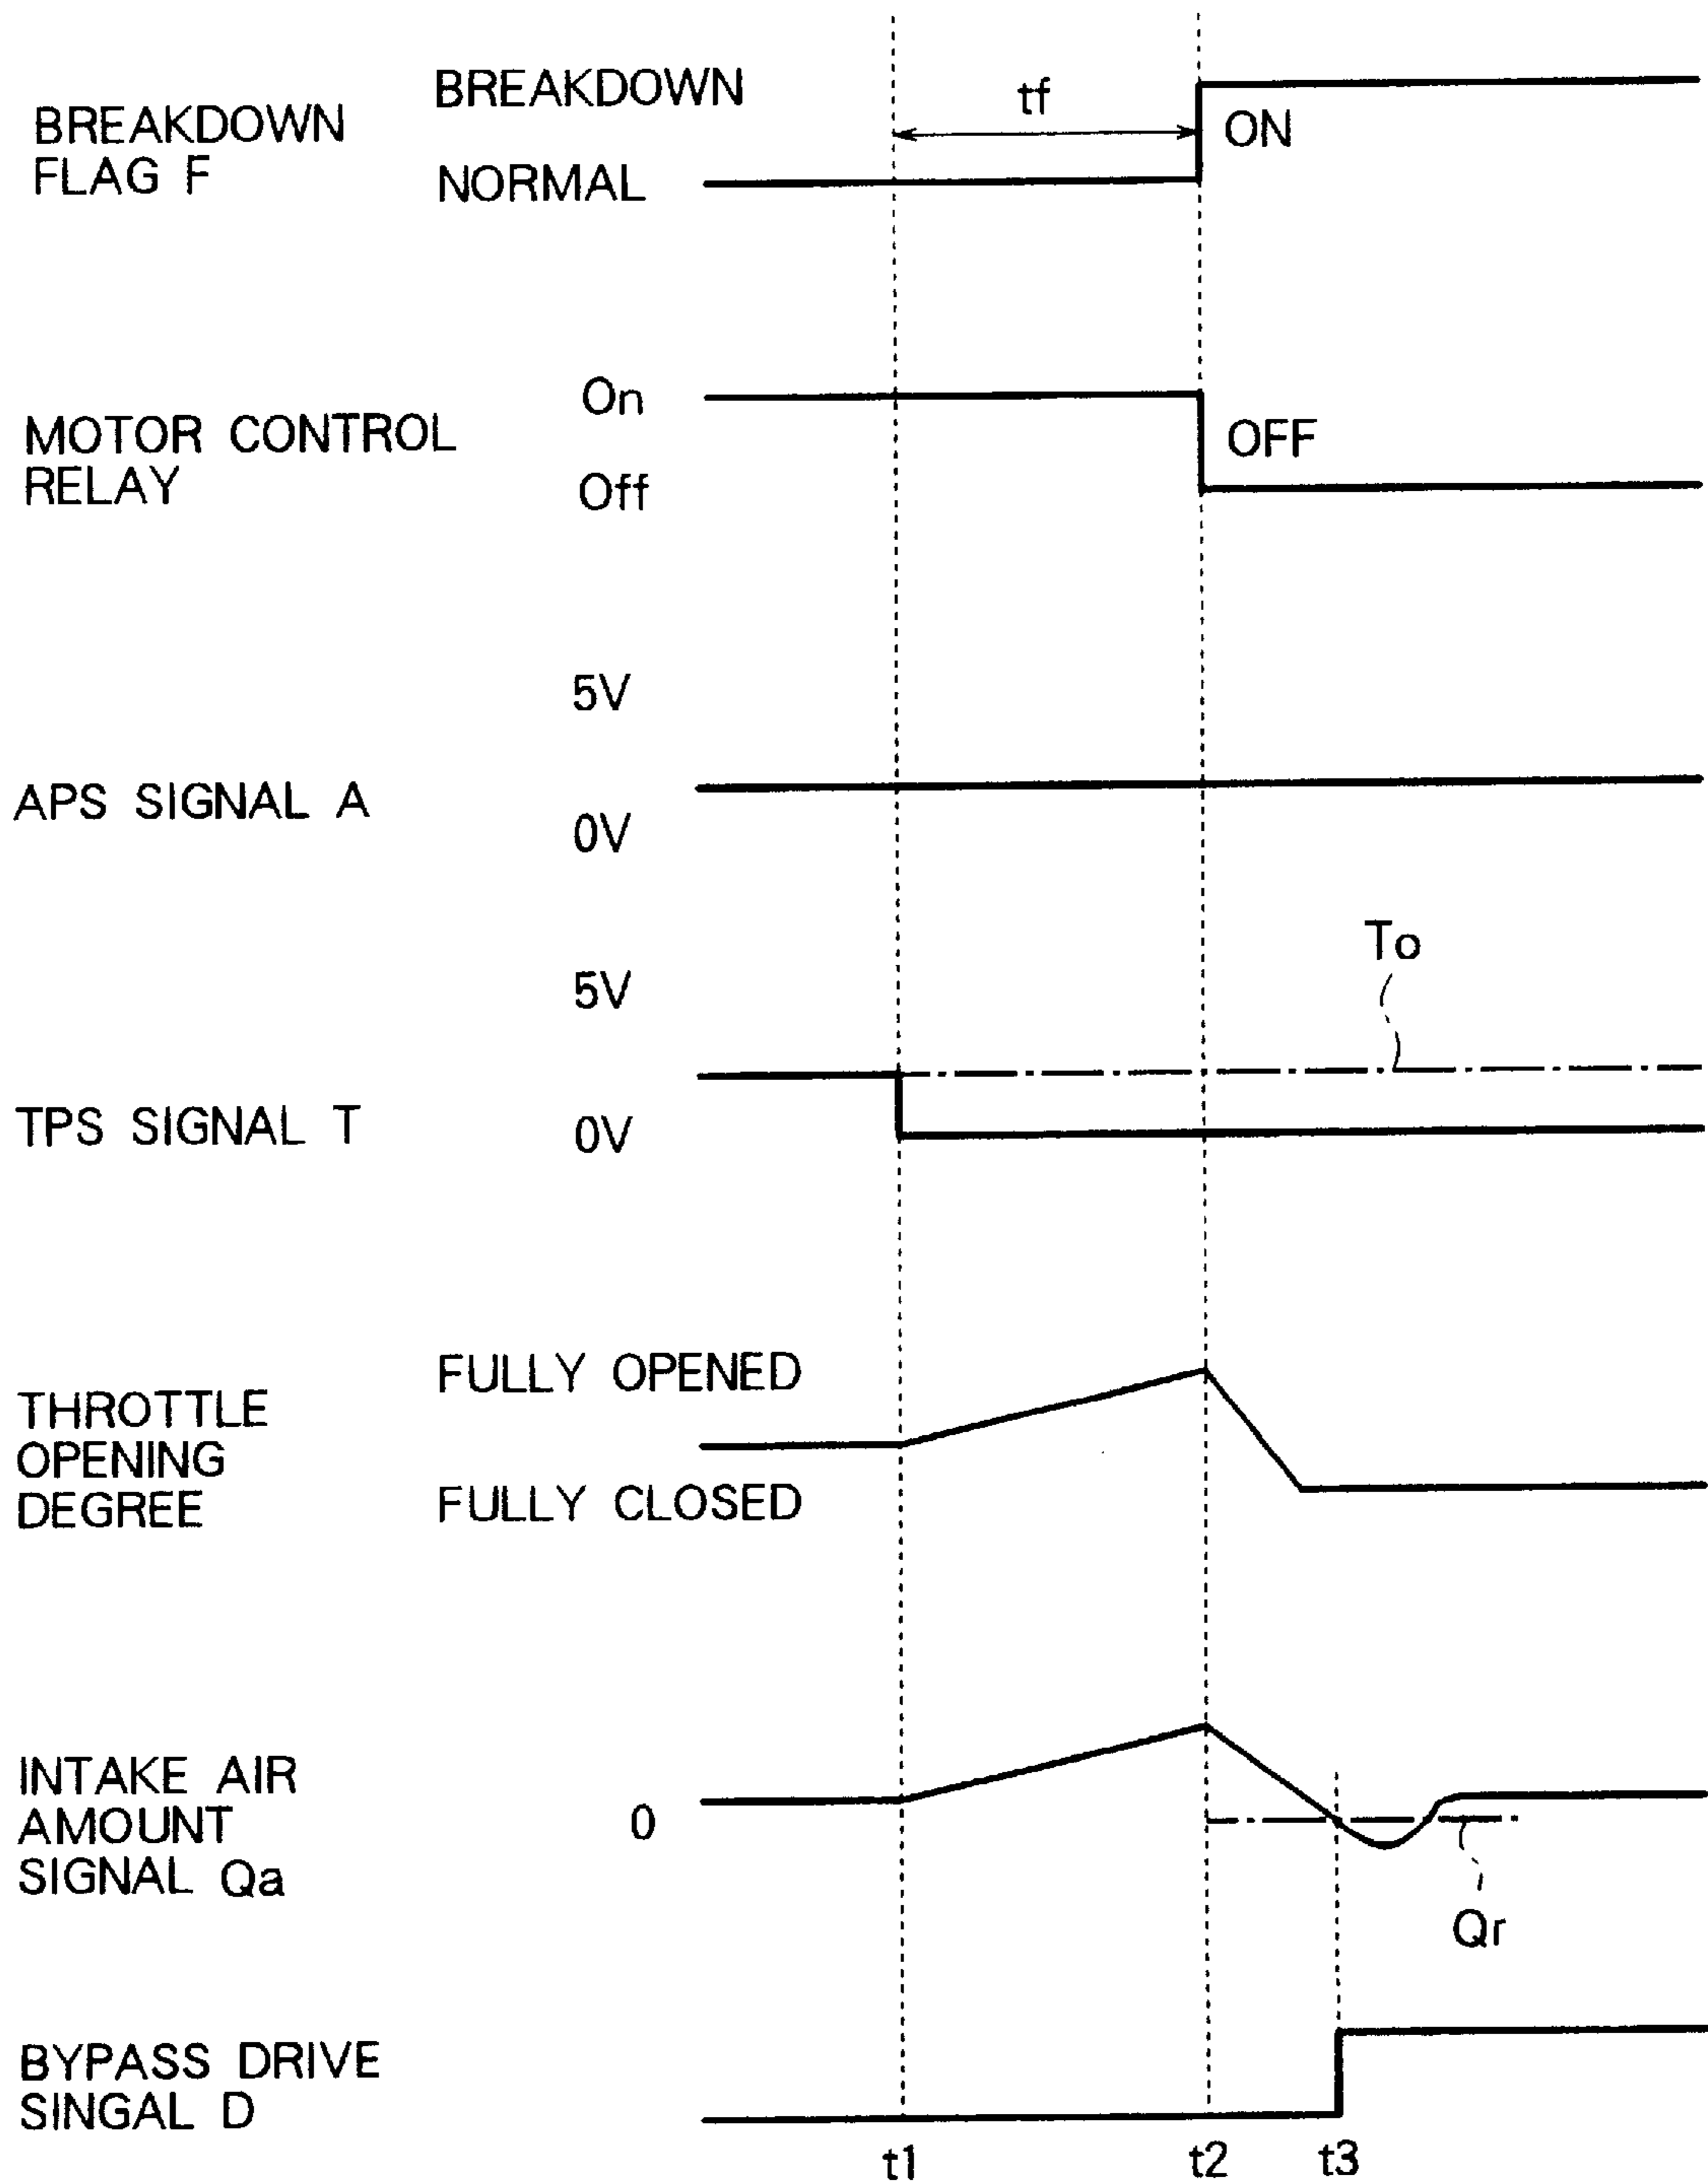 BREAKDOWN
FLAG F
BREAKDOWN
NORMAL
tf
ON
MOTOR CONTROL
RELAY
On
Off
OFF
5V
APS SIGNAL A
0V
To
5V
TPS SIGNAL T
0V
THROTTLE
OPENING
DEGREE
FULLY OPENED
FULLY CLOSED
INTAKE AIR
AMOUNT
SIGNAL Qa
0
Qr
BYPASS DRIVE
SINGAL D
t1
t2
t3